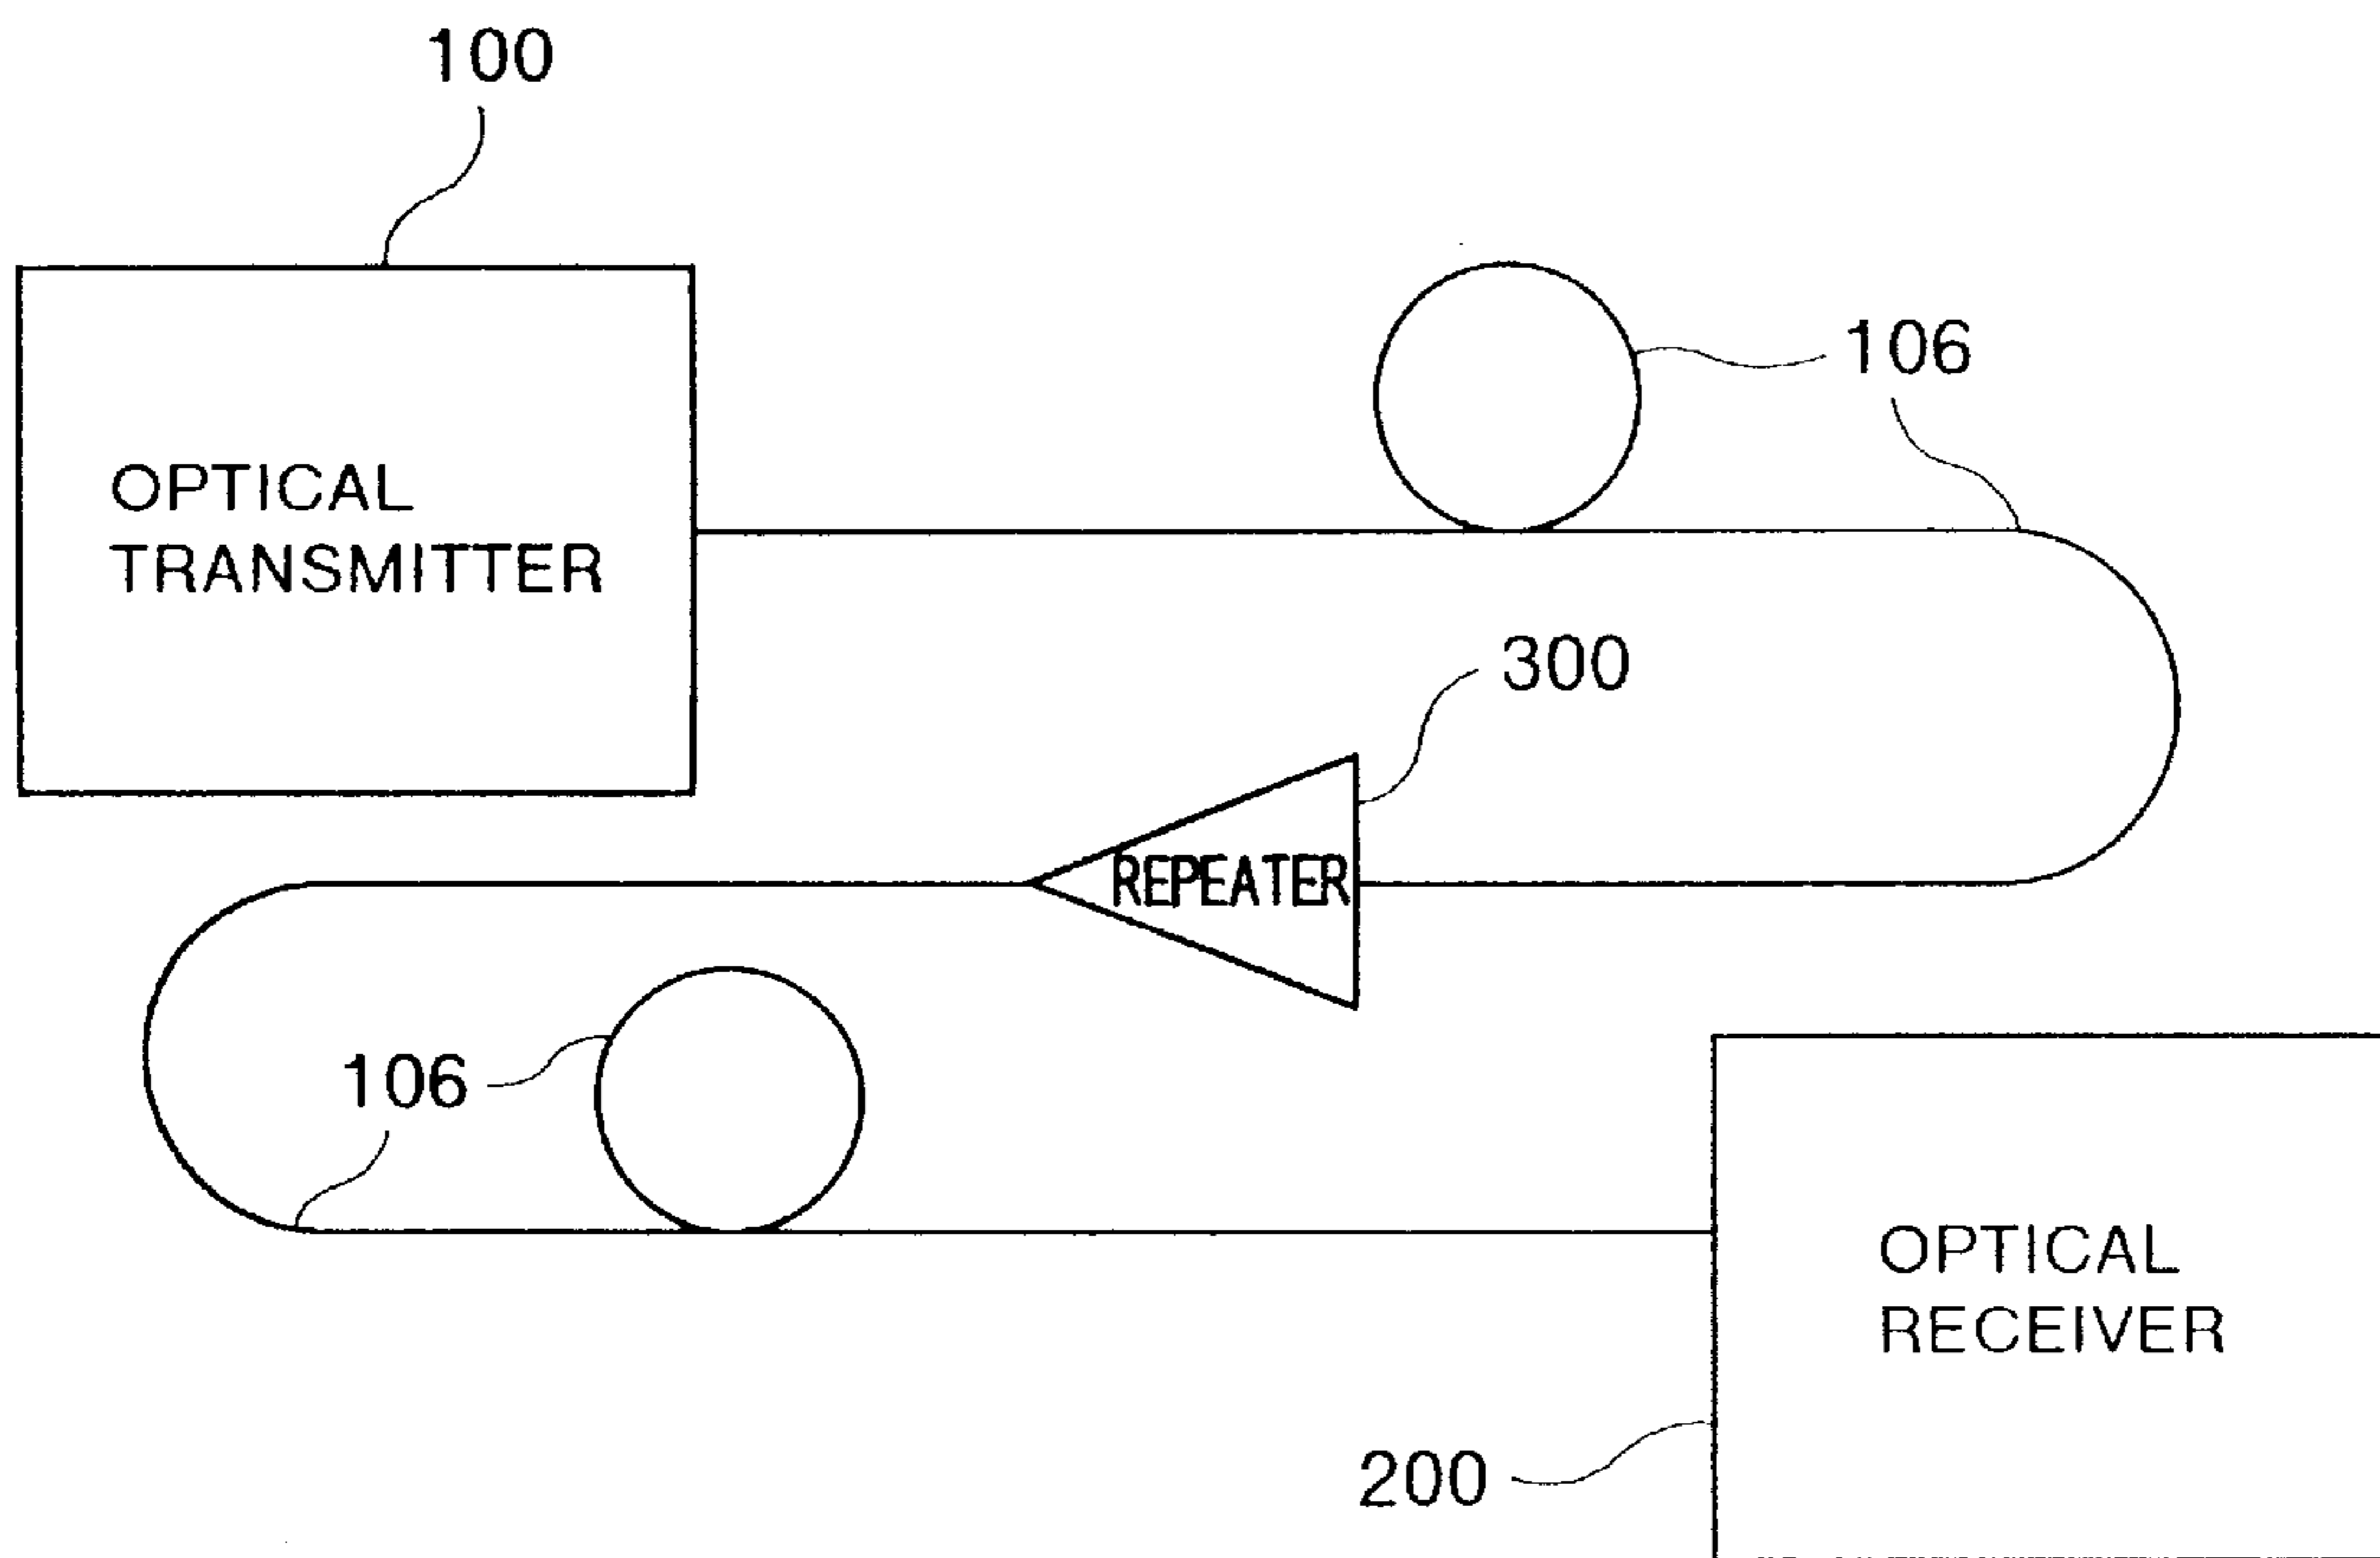 100
106
OPTICAL
TRANSMITTER
300
REPEATER
106
OPTICAL
RECEIVER
200